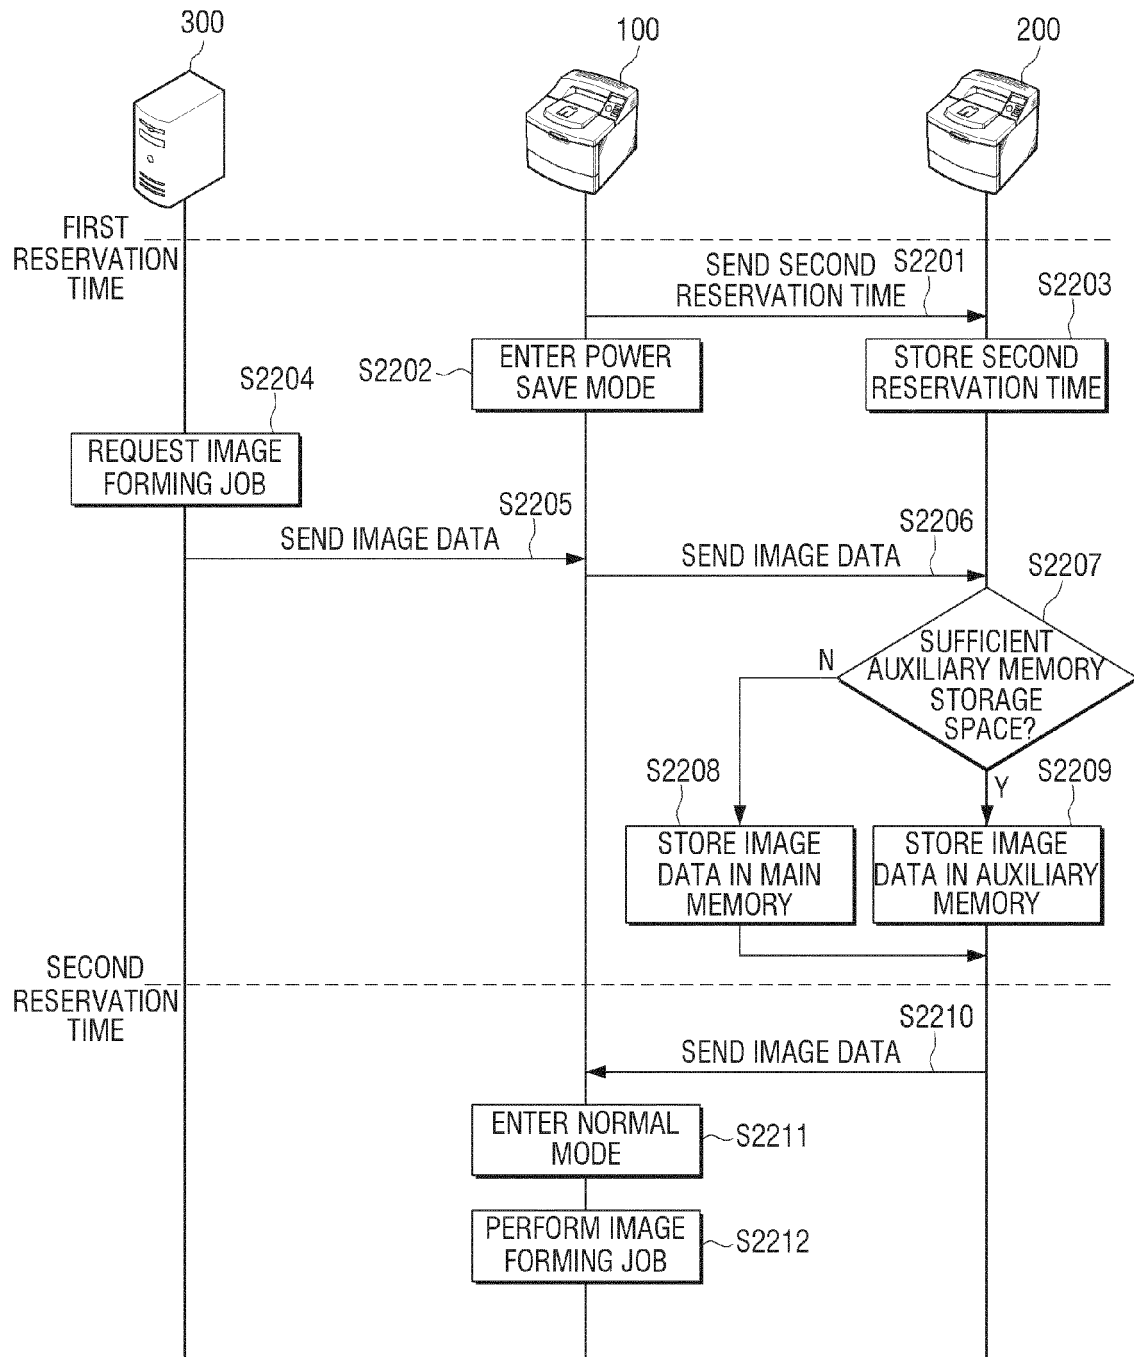 300
100
200
FIRST
RESERVATION
TIME
SEND SECOND
RESERVATION TIME
S2201
S2203
S2202
ENTER POWER
SAVE MODE
STORE SECOND
RESERVATION TIME
S2204
REQUEST IMAGE
FORMING JOB
S2205
SEND IMAGE DATA
S2206
SEND IMAGE DATA
S2207
SUFFICIENT
AUXILIARY MEMORY
STORAGE
SPACE?
N
Y
S2208
S2209
STORE IMAGE
DATA IN MAIN
MEMORY
STORE IMAGE
DATA IN AUXILIARY
MEMORY
SECOND
RESERVATION
TIME
S2210
SEND IMAGE DATA
ENTER NORMAL
MODE
S2211
PERFORM IMAGE
FORMING JOB
S2212